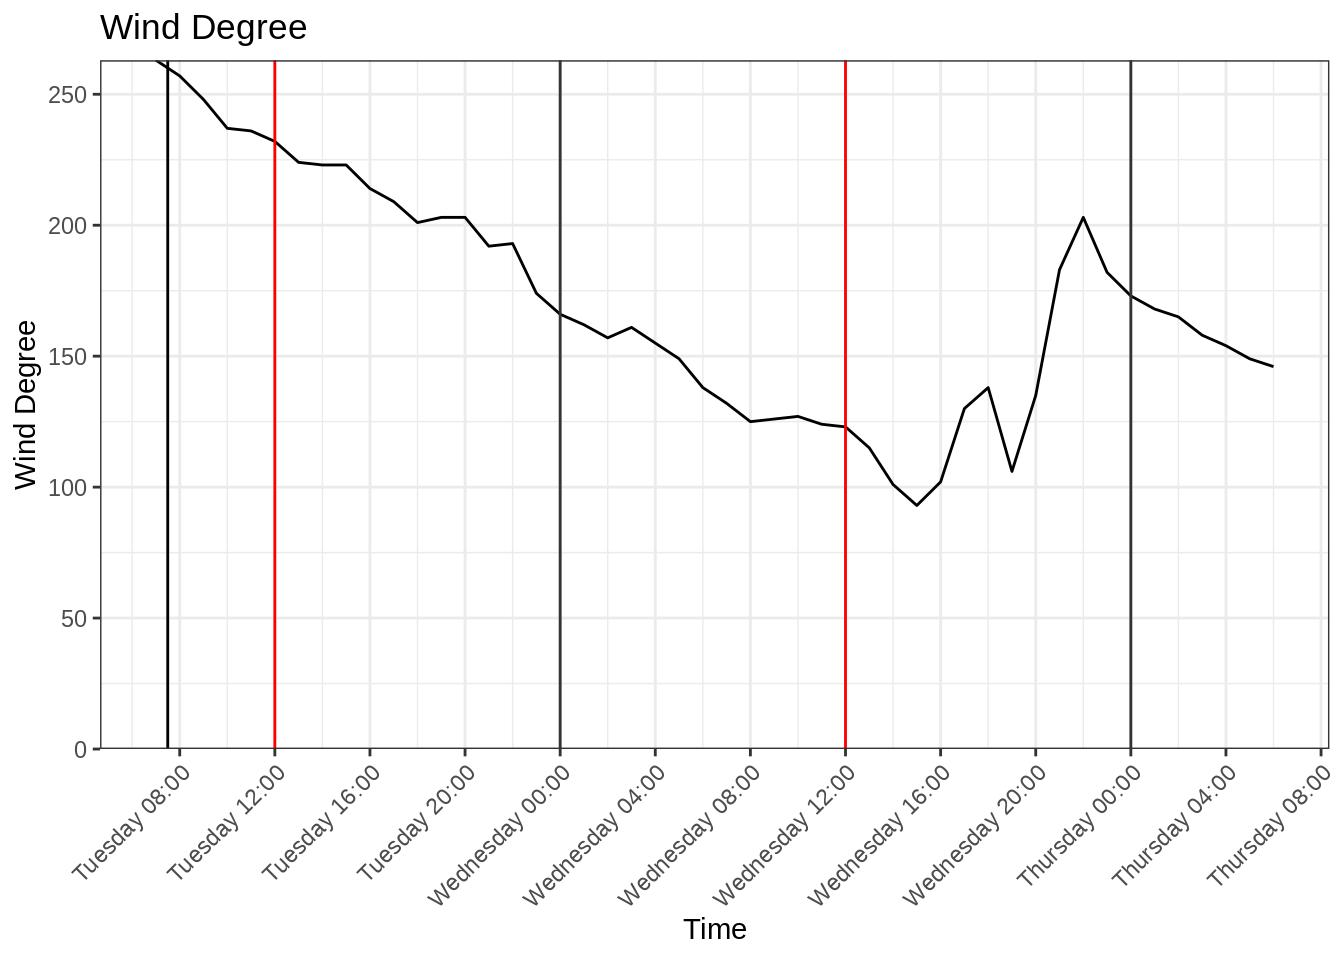 Wind Degree
Wind Degree
250
200
150
100
50
0
Tuesday 08:00
Tuesday 12:00
Tuesday 16:00
Tuesday 20:00
Wednesday 00:00
Wednesday 04:00
Wednesday 08:00
Wednesday 12:00
Wednesday 16:00
Wednesday 20:00
Thursday 00:00
Thursday 04:00
Thursday 08:00
Time